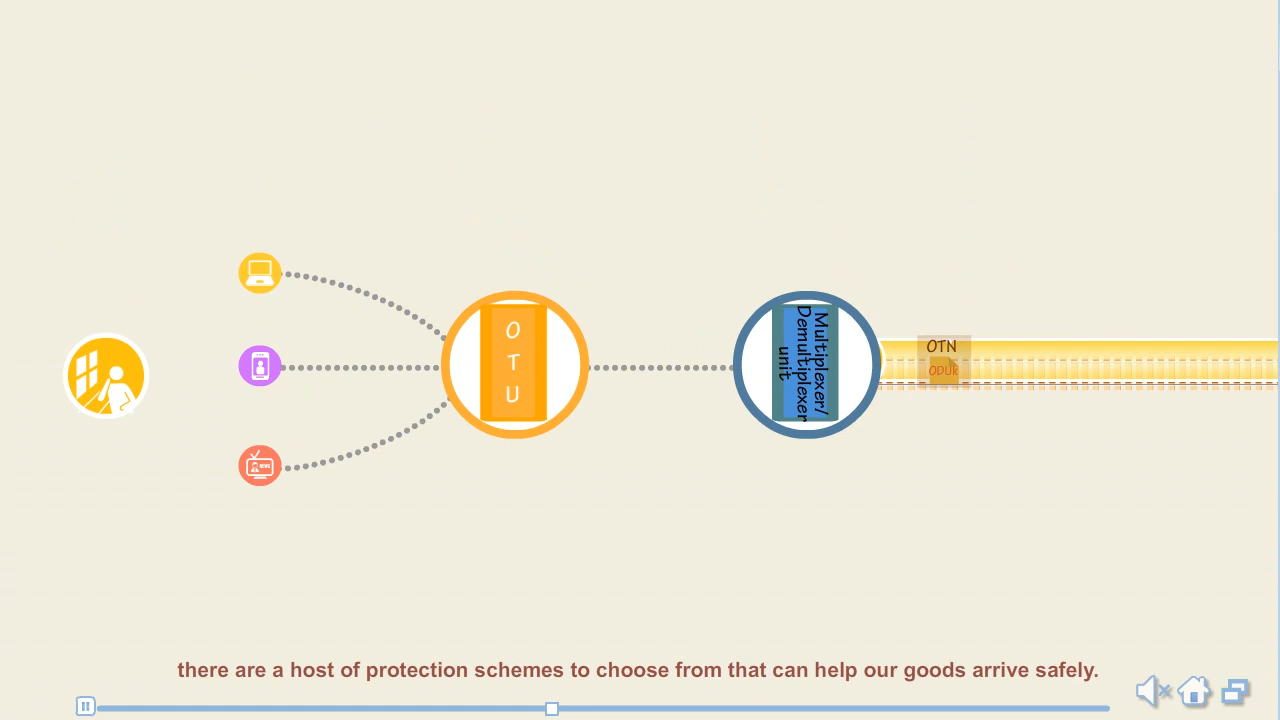 O
T
U
Multiplexer/
Demultiplexer
unit
OTN
ODUk
NEWS
there are a host of protection schemes to choose from that can help our goods arrive safely.